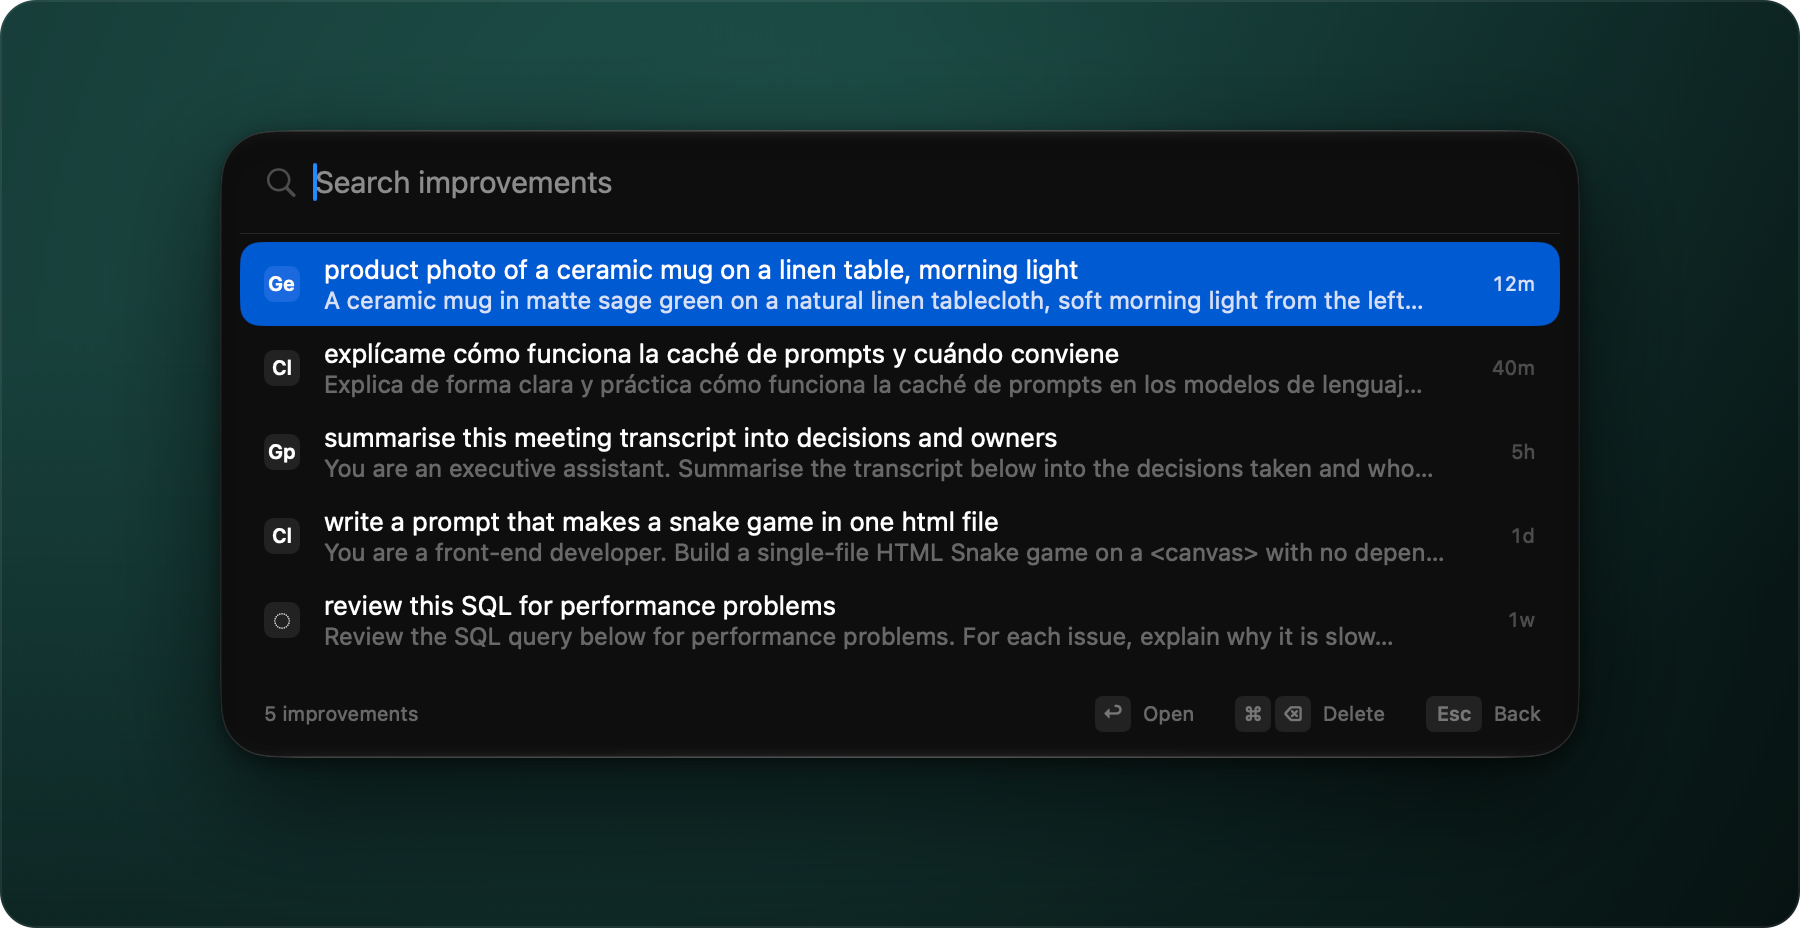 Search improvements
Ge
product photo of a ceramic mug on a linen table, morning light
A ceramic mug in matte sage green on a natural linen tablecloth, soft morning light from the left...
12m
Cl
explícame cómo funciona la caché de prompts y cuándo conviene
Explica de forma clara y práctica cómo funciona la caché de prompts en los modelos de lenguaj...
40m
Gp
summarise this meeting transcript into decisions and owners
You are an executive assistant. Summarise the transcript below into the decisions taken and who...
5h
Cl
write a prompt that makes a snake game in one html file
You are a front-end developer. Build a single-file HTML Snake game on a <canvas> with no depen...
1d
review this SQL for performance problems
Review the SQL query below for performance problems. For each issue, explain why it is slow...
1w
5 improvements
Open
⌘
Delete
Esc
Back